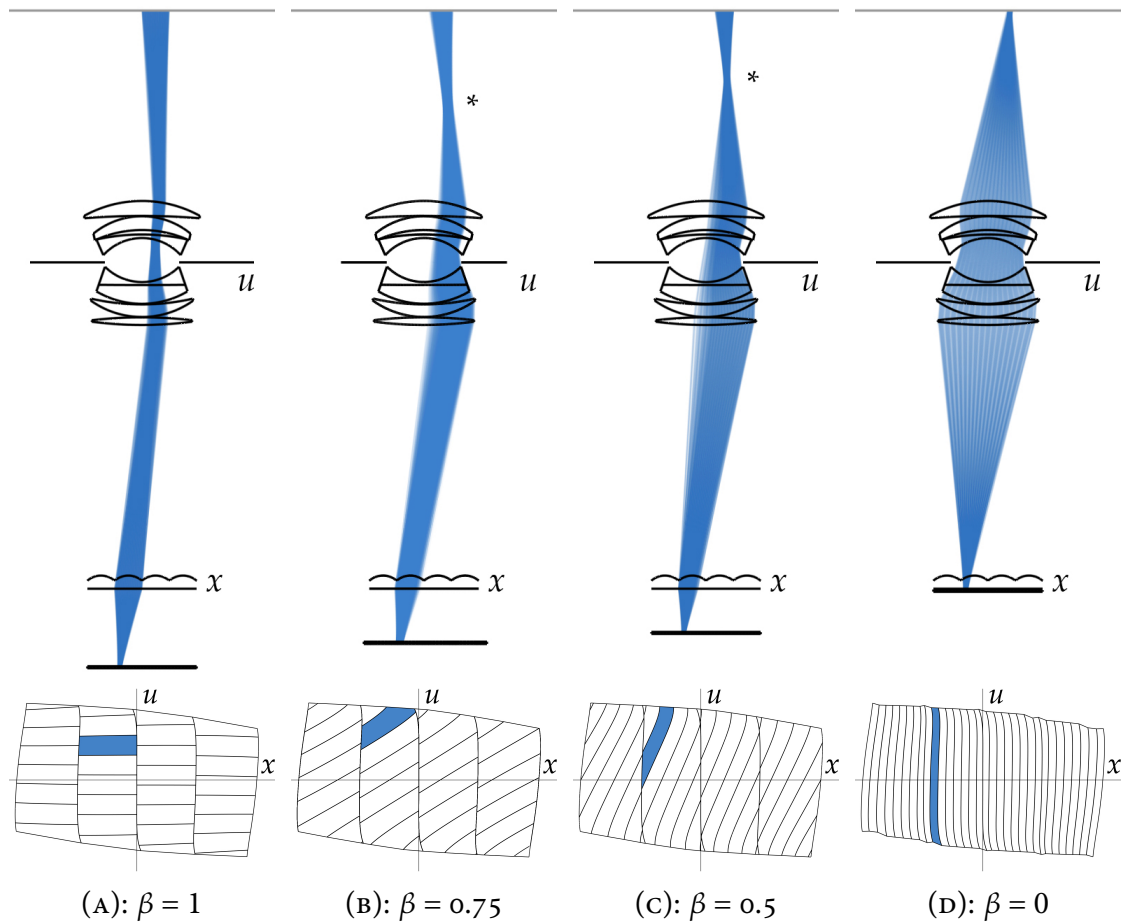 *
*
u
u
u
u
x
x
x
x
u
u
u
u
x
x
x
x
(A): β = 1
(B): β = 0.75
(C): β = 0.5
(D): β = 0